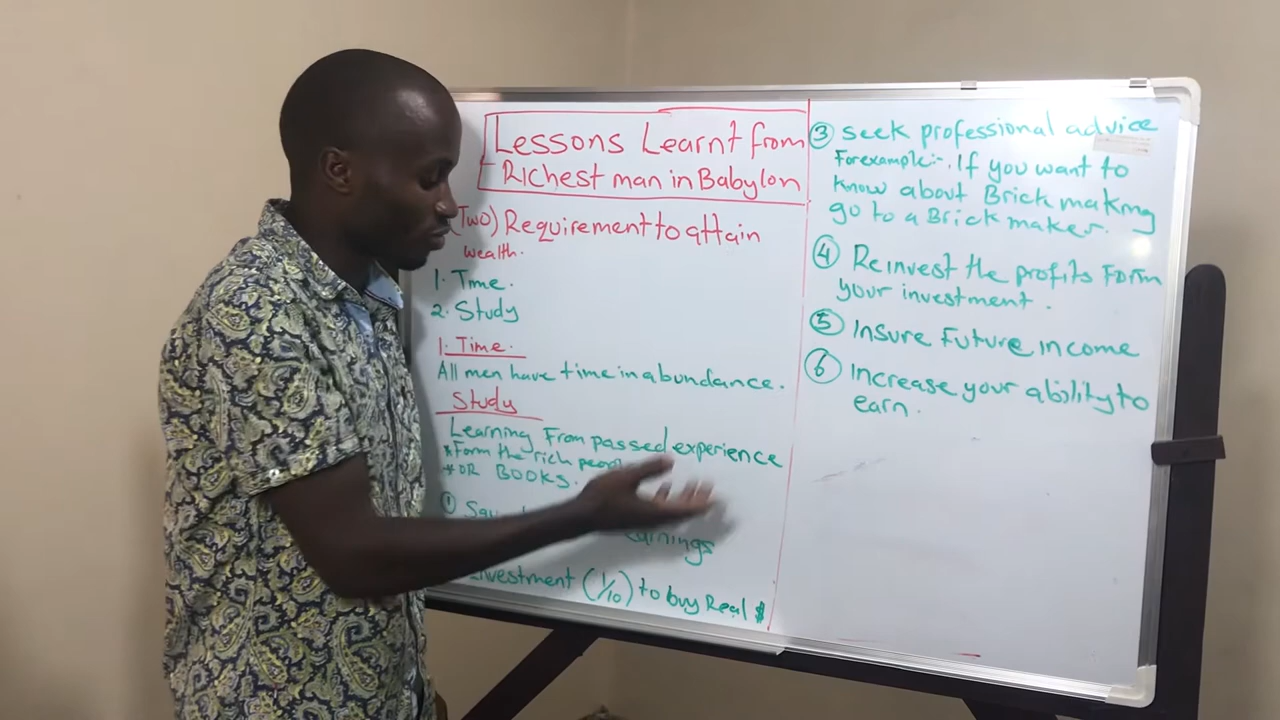 Lessons Learnt from
Richest man in Babylon
(Two) Requirement to attain
wealth.
1. Time.
2. Study
1. Time.
All men have time in abundance.
Study
Learning From passed experience
*Form the rich
*OR BOOKS.
①
earnings
Investment (1/10) to buy Real $
③ seek professional advice
Forexample:-. If you want to
know about Brick making
go to a Brick maker.
④ Reinvest the profits Form
your investment.
⑤ Insure Future income
⑥ Increase your ability to
earn.